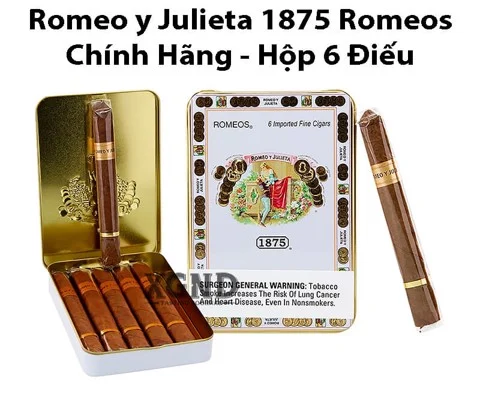 Romeo y Julieta 1875 Romeos
Chính Hãng - Hộp 6 Điếu
ROMEOS®
6 Imported Fine Cigars
ROMEO Y JULIETA
1875
SURGEON GENERAL WARNING: Tobacco
Smoke Increases The Risk Of Lung Cancer
And Heart Disease, Even In Nonsmokers.